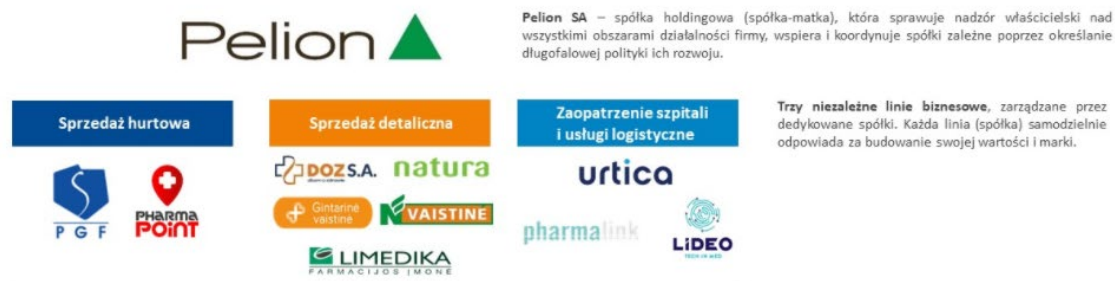 Pelion
Pelion SA – spółka holdingowa (spółka-matka), która sprawuje nadzór właścicielski nad
wszystkimi obszarami działalności firmy, wspiera i koordynuje spółki zależne poprzez określanie
długofalowej polityki ich rozwoju.
Sprzedaż hurtowa
Sprzedaż detaliczna
Zaopatrzenie szpitali
i usługi logistyczne
Trzy niezależne linie biznesowe, zarządzane przez
dedykowane spółki. Każda linia (spółka) samodzielnie
odpowiada za budowanie swojej wartości i marki.
PGF
PHARMA
POINT
DOZ S.A.
natura
Gintarinė
vaistinė
N VAISTINĖ
LIMEDIKA
FARMACIJOS ĮMONĖ
urtica
pharmalink
LiDEO
TECH IN MED